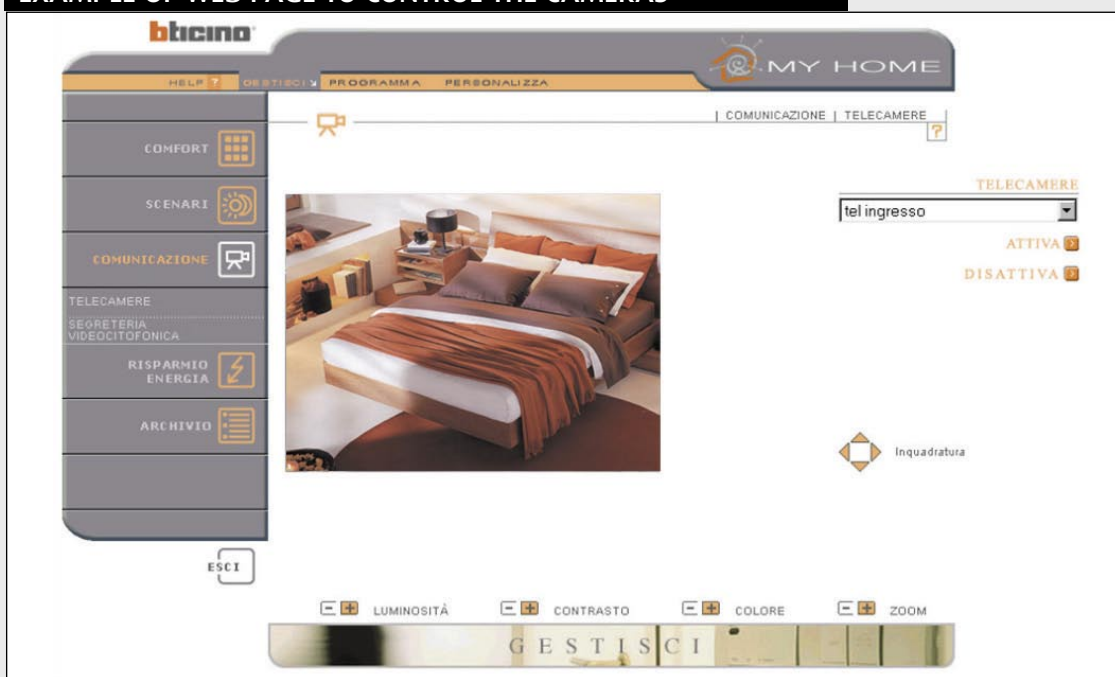 EXAMPLE OF WEB PAGE TO CONTROL THE CAMERAS
bticino
MY HOME
HELP ? GESTISCI PROGRAMMA PERSONALIZZA
| COMUNICAZIONE | TELECAMERE |
?
COMFORT
SCENARI
COMUNICAZIONE
TELECAMERE
SEGRETERIA
VIDEOCITOFONICA
RISPARMIO
ENERGIA
ARCHIVIO
ESCI
TELECAMERE
tel ingresso
ATTIVA
DISATTIVA
Inquadratura
- + LUMINOSITÀ - + CONTRASTO - + COLORE - + ZOOM
GESTISCI